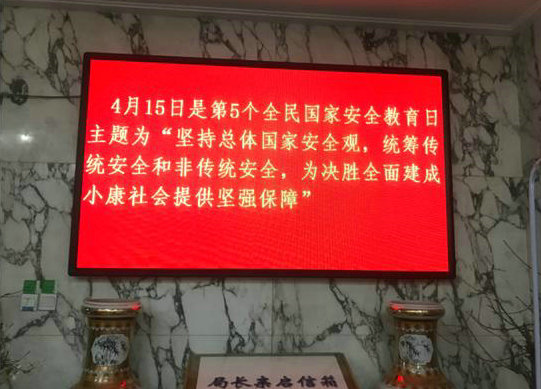 4月15日是第5个全民国家安全教育日
主题为“坚持总体国家安全观，统筹传
统安全和非传统安全，为决胜全面建成
小康社会提供坚强保障”
局长亲启信箱